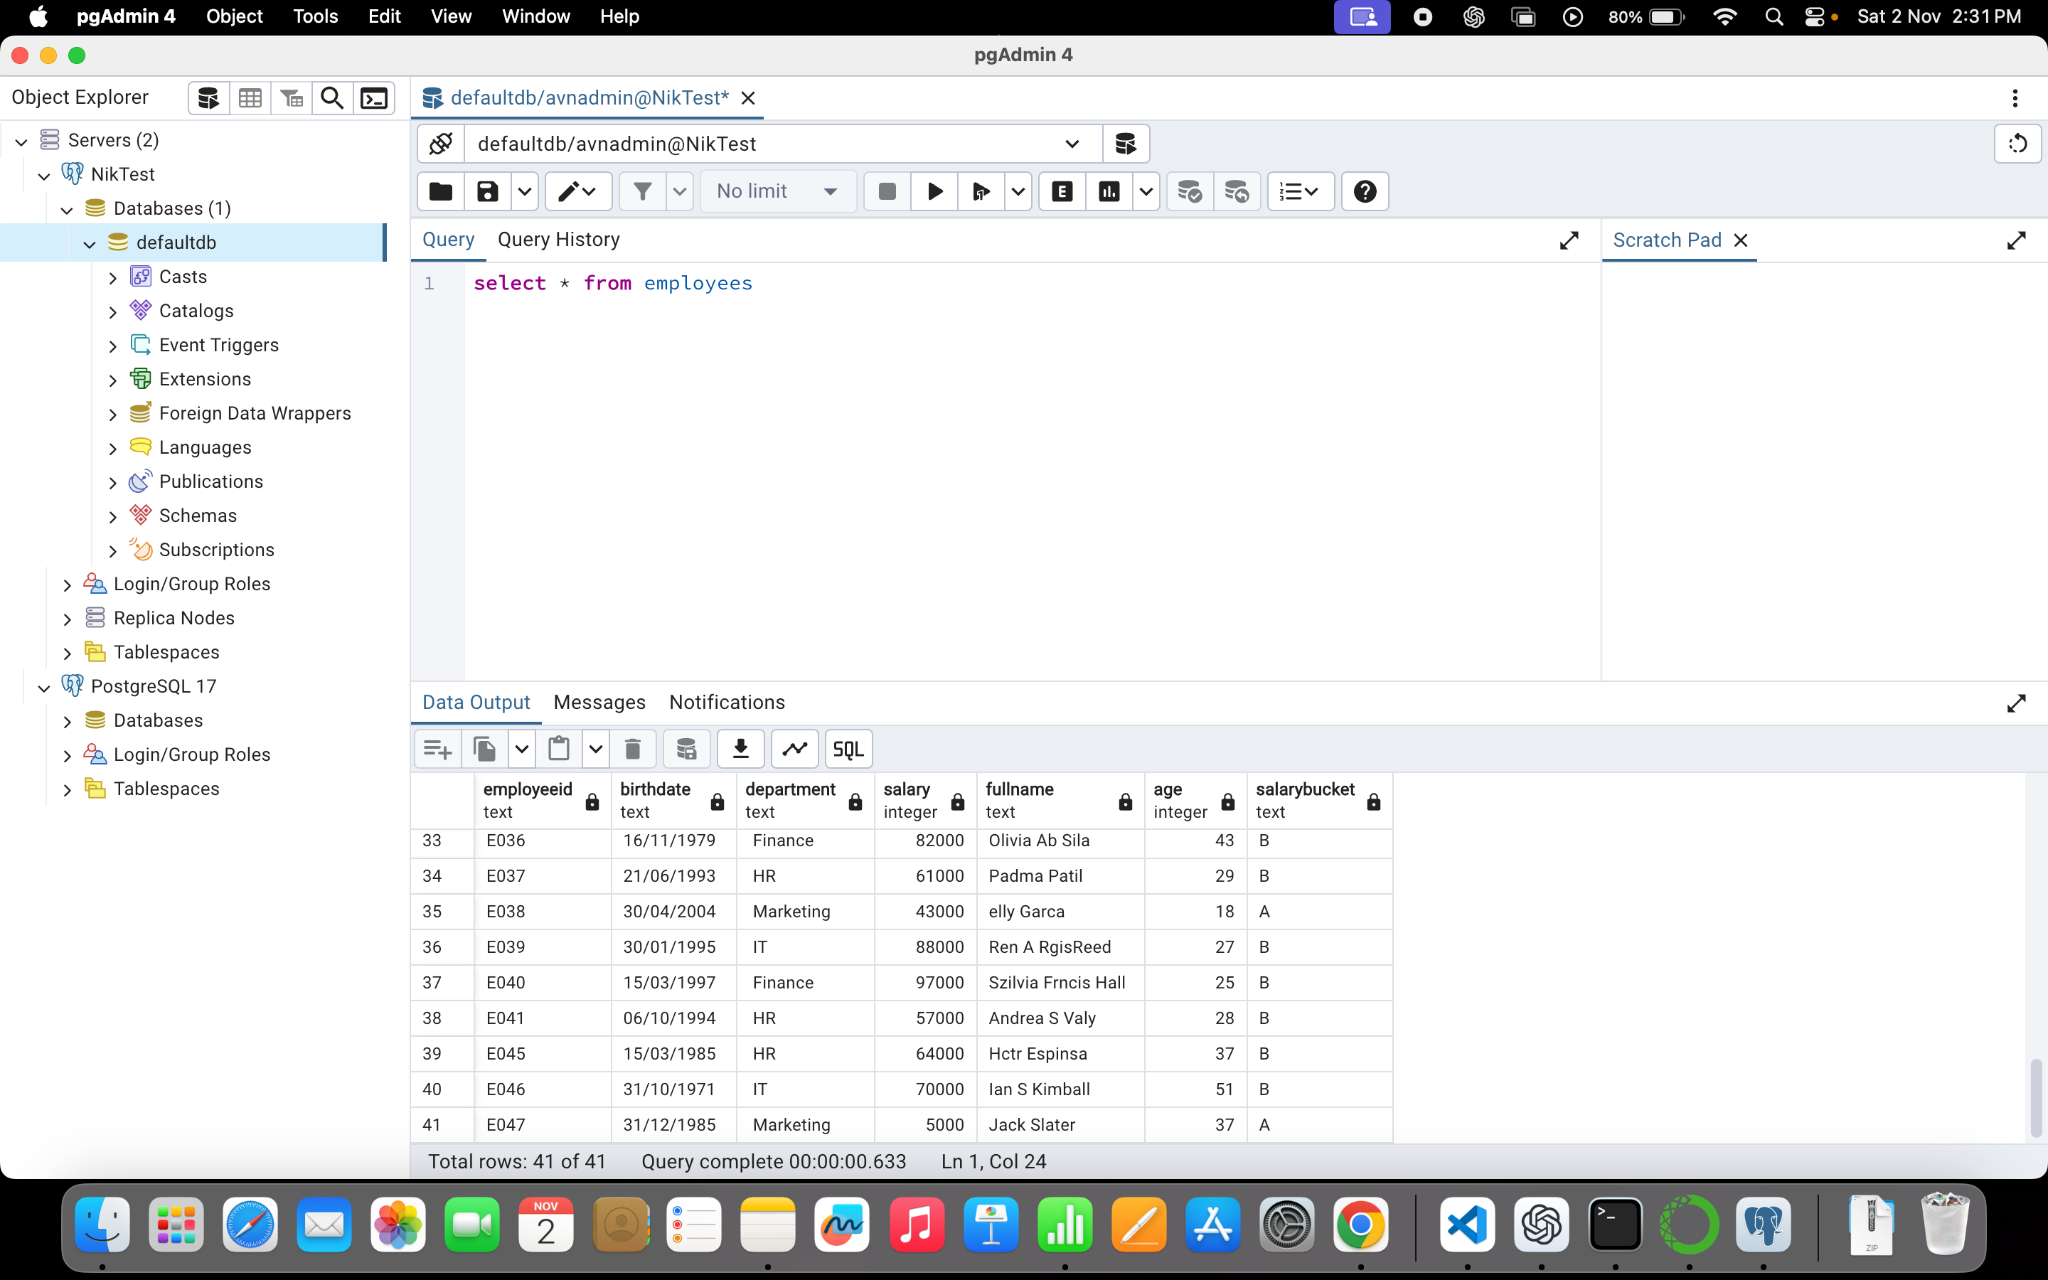 pgAdmin 4 Object Tools Edit View Window Help 80% Sat 2 Nov 2:31 PM
pgAdmin 4
Object Explorer
Servers (2)
NikTest
Databases (1)
defaultdb
Casts
Catalogs
Event Triggers
Extensions
Foreign Data Wrappers
Languages
Publications
Schemas
Subscriptions
Login/Group Roles
Replica Nodes
Tablespaces
PostgreSQL 17
Databases
Login/Group Roles
Tablespaces
defaultdb/avnadmin@NikTest*
defaultdb/avnadmin@NikTest
No limit E
Query Query History
Scratch Pad
1 select * from employees
Data Output Messages Notifications
SQL
employeeid birthdate department salary fullname age salarybucket
text text text integer text integer text
33 E036 16/11/1979 Finance 82000 Olivia Ab Sila 43 B
34 E037 21/06/1993 HR 61000 Padma Patil 29 B
35 E038 30/04/2004 Marketing 43000 elly Garca 18 A
36 E039 30/01/1995 IT 88000 Ren A RgisReed 27 B
37 E040 15/03/1997 Finance 97000 Szilvia Frncis Hall 25 B
38 E041 06/10/1994 HR 57000 Andrea S Valy 28 B
39 E045 15/03/1985 HR 64000 Hctr Espinsa 37 B
40 E046 31/10/1971 IT 70000 Ian S Kimball 51 B
41 E047 31/12/1985 Marketing 5000 Jack Slater 37 A
Total rows: 41 of 41 Query complete 00:00:00.633 Ln 1, Col 24
NOV
2
ZIP